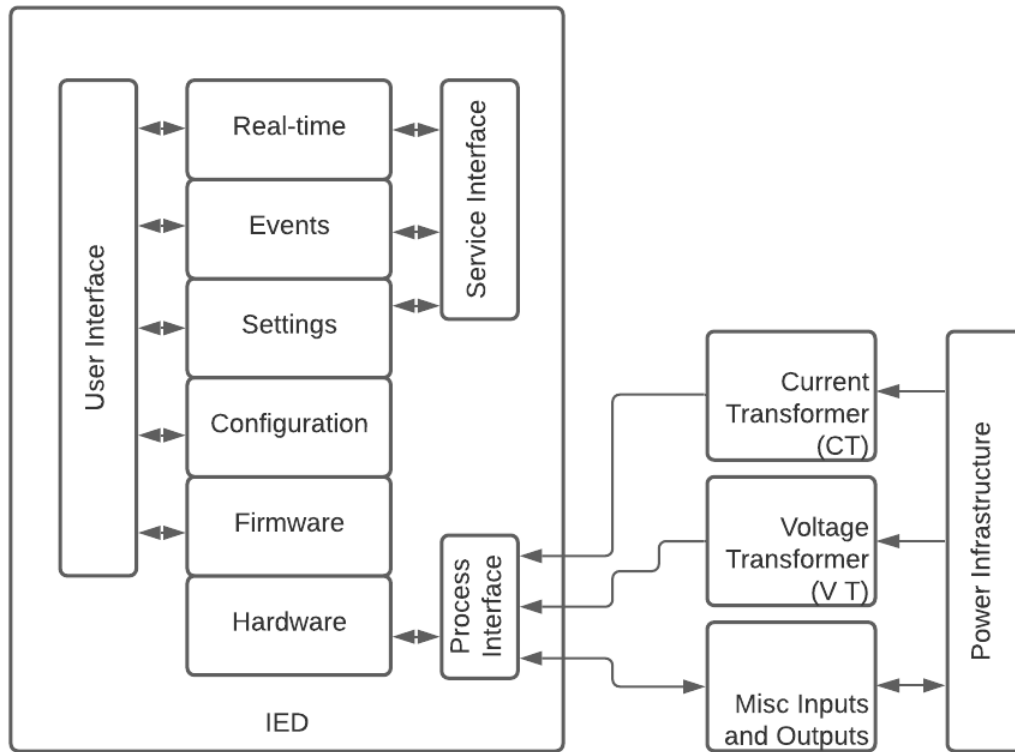 User Interface
Real-time
Events
Settings
Configuration
Firmware
Hardware
Service Interface
Process
Interface
IED
Current
Transformer
(CT)
Voltage
Transformer
(V T)
Misc Inputs
and Outputs
Power Infrastructure